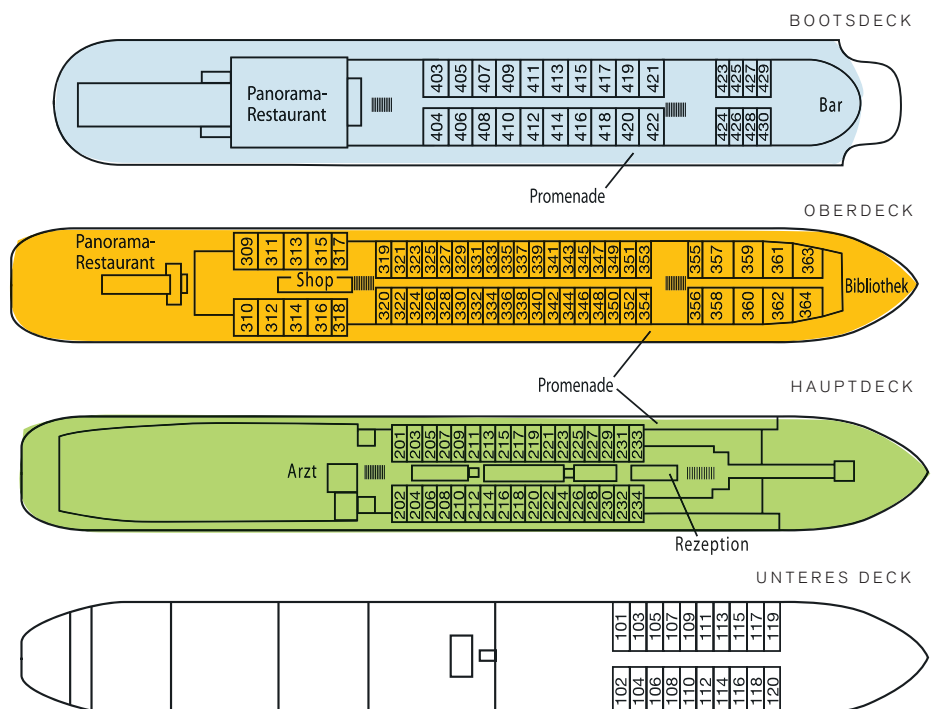 BOOTSDECK
403 405 407 409 411 413 415 417 419 421 423 425 427 429
Panorama-
Restaurant
Bar
404 406 408 410 412 414 416 418 420 422 424 426 428 430
Promenade
OBERDECK
Panorama-
Restaurant
309 311 313 315 317 319 321 323 325 327 329 331 333 335 337 339 341 343 345 347 349 351 353 355 357 359 361 363
Shop
Bibliothek
310 312 314 316 318 320 322 324 326 328 330 332 334 336 338 340 342 344 346 348 350 352 354 356 358 360 362 364
Promenade
HAUPTDECK
201 203 205 207 209 211 213 215 217 219 221 223 225 227 229 231 233
Arzt
202 204 206 208 210 212 214 216 218 220 222 224 226 228 230 232 234
Rezeption
UNTERES DECK
101 103 105 107 109 111 113 115 117 119
102 104 106 108 110 112 114 116 118 120